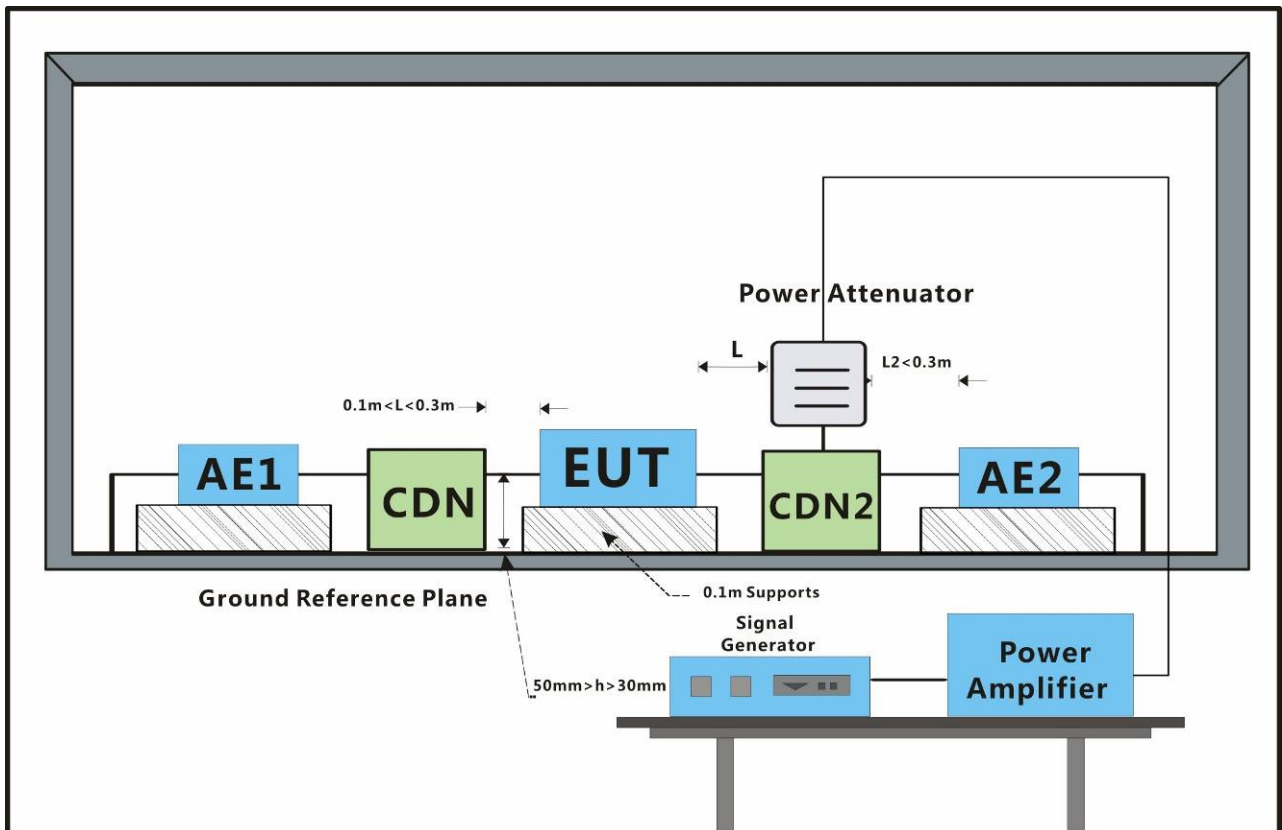 Power Attenuator
L
L2<0.3m
0.1m<L<0.3m
AE1
CDN
EUT
CDN2
AE2
Ground Reference Plane
0.1m Supports
Signal
Generator
50mm>h>30mm
Power
Amplifier